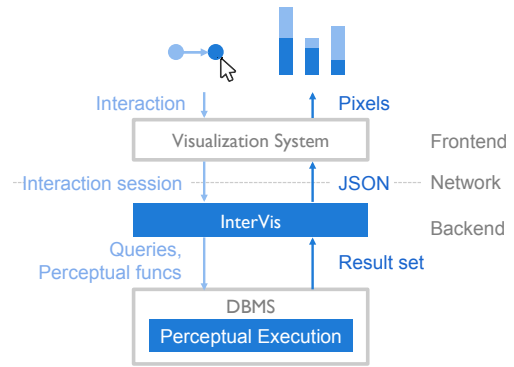 Interaction
Pixels
Visualization System
Frontend
Interaction session
JSON
Network
InterVis
Backend
Queries,
Perceptual funcs
Result set
DBMS
Perceptual Execution